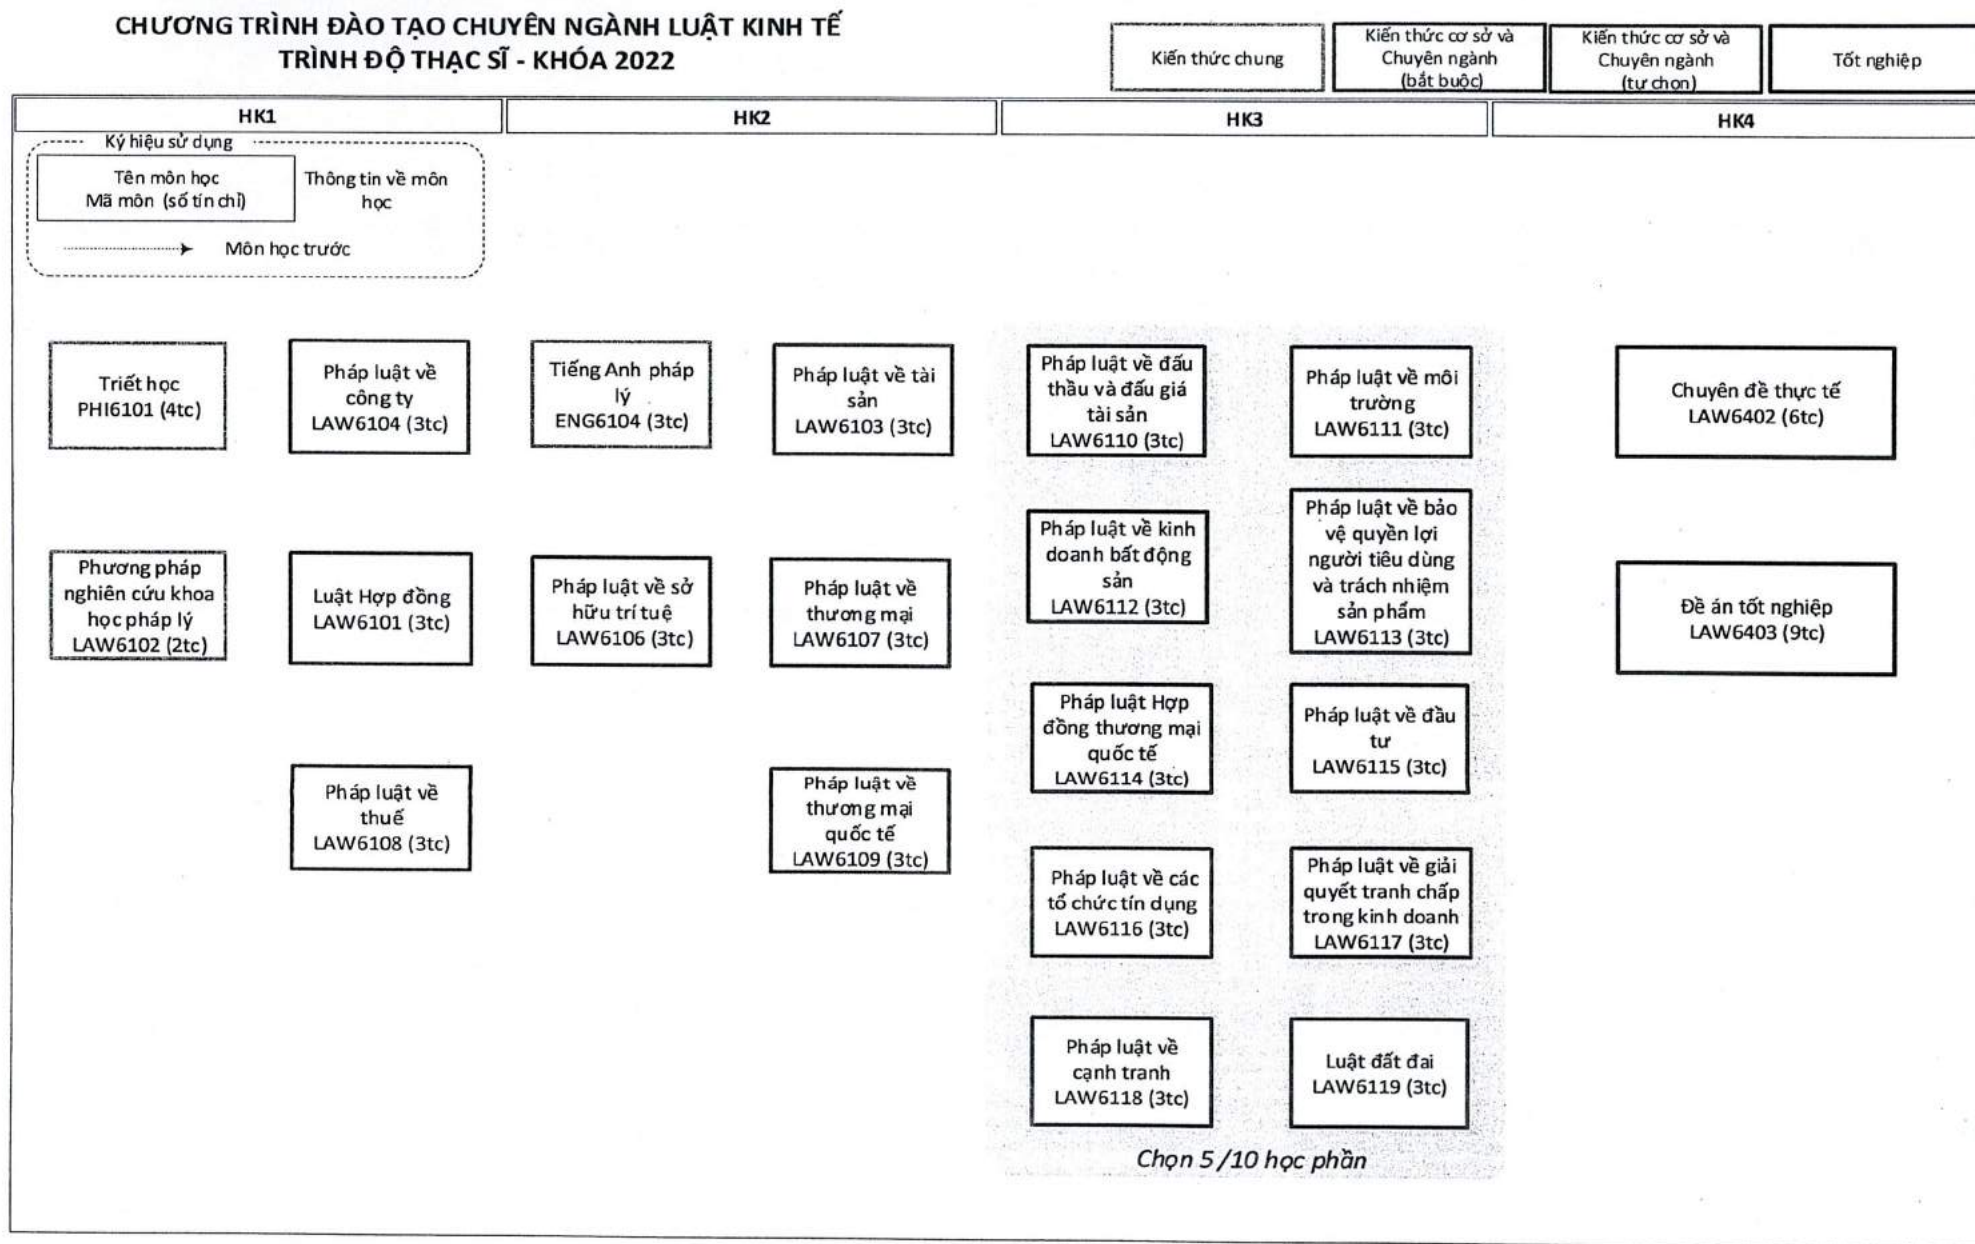 CHƯƠNG TRÌNH ĐÀO TẠO CHUYÊN NGÀNH LUẬT KINH TẾ
TRÌNH ĐỘ THẠC SĨ - KHÓA 2022
Kiến thức chung
Kiến thức cơ sở và
Chuyên ngành
(bắt buộc)
Kiến thức cơ sở và
Chuyên ngành
(tự chọn)
Tốt nghiệp
HK1
HK2
HK3
HK4
Ký hiệu sử dụng
Tên môn học
Mã môn (số tín chỉ)
Thông tin về môn
học
Môn học trước
Triết học
PHI6101 (4tc)
Pháp luật về
công ty
LAW6104 (3tc)
Tiếng Anh pháp
lý
ENG6104 (3tc)
Pháp luật về tài
sản
LAW6103 (3tc)
Pháp luật về đấu
thầu và đấu giá
tài sản
LAW6110 (3tc)
Pháp luật về môi
trường
LAW6111 (3tc)
Chuyên đề thực tế
LAW6402 (6tc)
Phương pháp
nghiên cứu khoa
học pháp lý
LAW6102 (2tc)
Luật Hợp đồng
LAW6101 (3tc)
Pháp luật về sở
hữu trí tuệ
LAW6106 (3tc)
Pháp luật về
thương mại
LAW6107 (3tc)
Pháp luật về kinh
doanh bất động
sản
LAW6112 (3tc)
Pháp luật về bảo
vệ quyền lợi
người tiêu dùng
và trách nhiệm
sản phẩm
LAW6113 (3tc)
Đề án tốt nghiệp
LAW6403 (9tc)
Pháp luật về
thuế
LAW6108 (3tc)
Pháp luật về
thương mại
quốc tế
LAW6109 (3tc)
Pháp luật Hợp
đồng thương mại
quốc tế
LAW6114 (3tc)
Pháp luật về đầu
tư
LAW6115 (3tc)
Pháp luật về các
tổ chức tín dụng
LAW6116 (3tc)
Pháp luật về giải
quyết tranh chấp
trong kinh doanh
LAW6117 (3tc)
Pháp luật về
cạnh tranh
LAW6118 (3tc)
Luật đất đai
LAW6119 (3tc)
Chọn 5/10 học phần